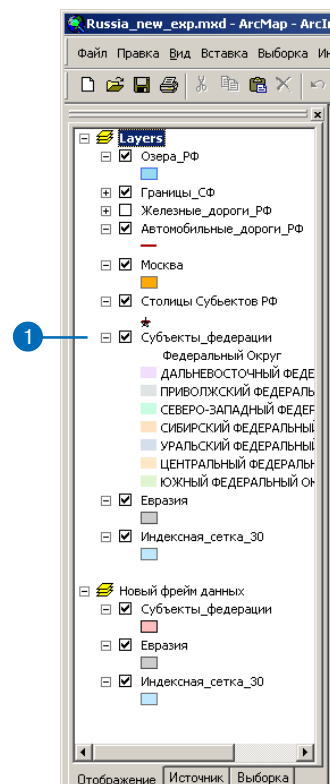 Russia_new_exp.mxd - ArcMap - ArcI
Файл Правка Вид Вставка Выборка Ин
Layers
Озера_РФ
Границы_СФ
Железные_дороги_РФ
Автомобильные_дороги_РФ
Москва
Столицы Субъектов РФ
1
Субъекты_федерации
Федеральный Округ
ДАЛЬНЕВОСТОЧНЫЙ ФЕДЕ
ПРИВОЛЖСКИЙ ФЕДЕРАЛЬ
СЕВЕРО-ЗАПАДНЫЙ ФЕДЕР
СИБИРСКИЙ ФЕДЕРАЛЬНЫЙ
УРАЛЬСКИЙ ФЕДЕРАЛЬНЫЙ
ЦЕНТРАЛЬНЫЙ ФЕДЕРАЛЬН
ЮЖНЫЙ ФЕДЕРАЛЬНЫЙ ОК
Евразия
Индексная_сетка_30
Новый фрейм данных
Субъекты_федерации
Евразия
Индексная_сетка_30
Отображение Источник Выборка